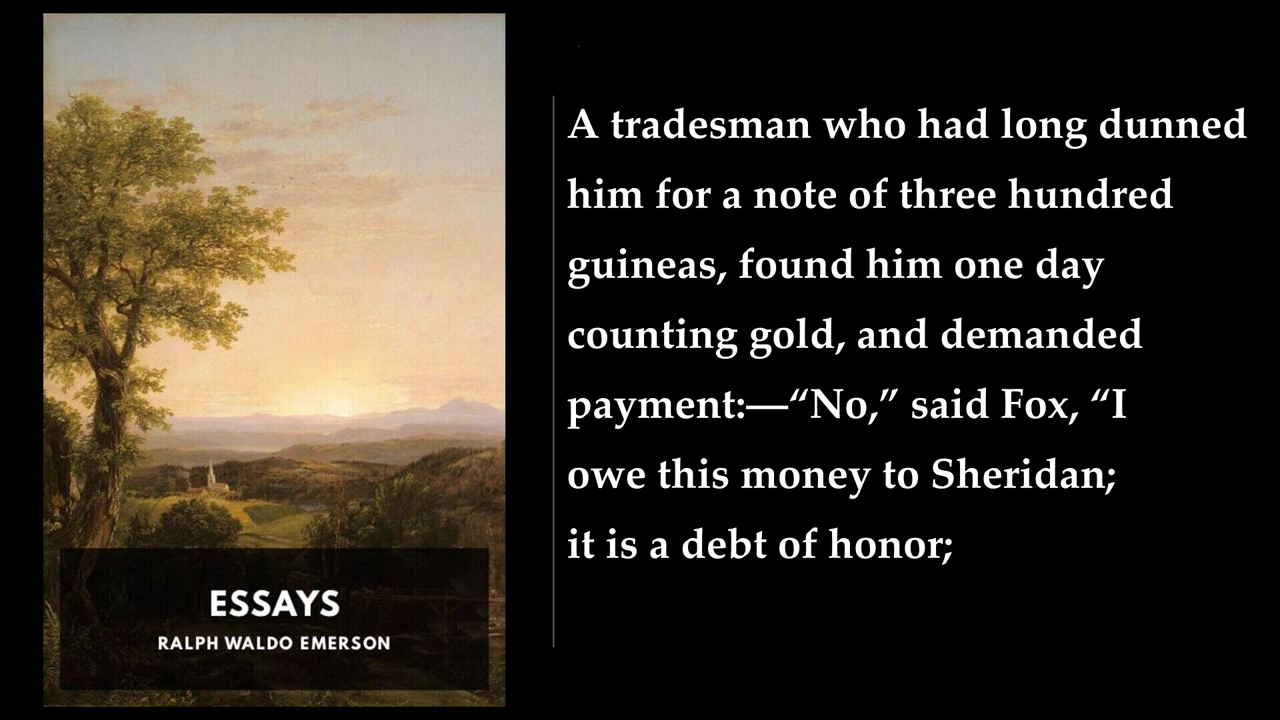 ESSAYS
RALPH WALDO EMERSON
A tradesman who had long dunned
him for a note of three hundred
guineas, found him one day
counting gold, and demanded
payment:—“No,” said Fox, “I
owe this money to Sheridan;
it is a debt of honor;